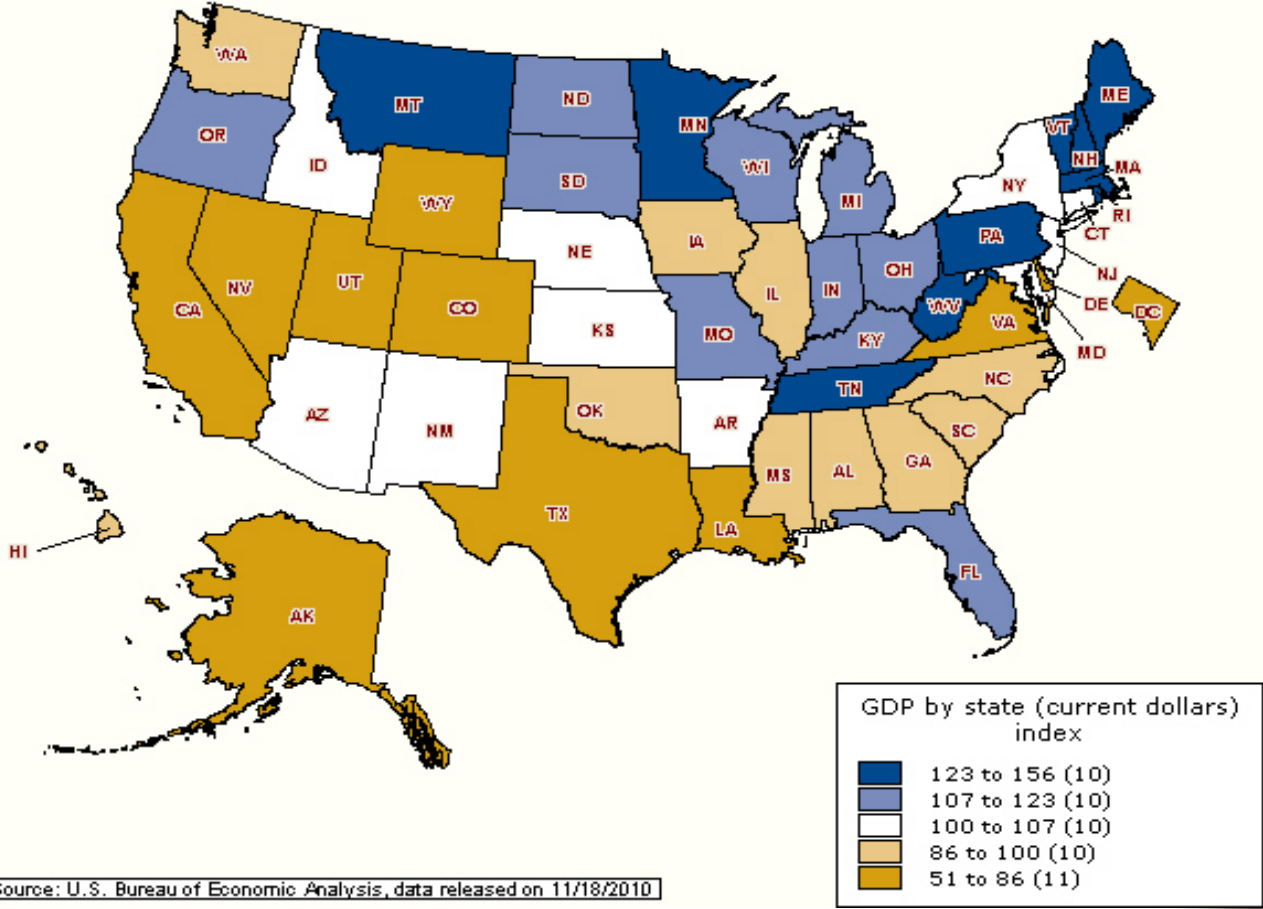 WA
MT
ND
MN
ME
OR
ID
VT
NH
MA
SD
WI
MI
NY
RI
WY
CT
IA
PA
NE
NJ
OH
NV
UT
CO
IL
IN
DE
DC
CA
WV
VA
KS
MO
KY
MD
TN
NC
AZ
NM
OK
AR
SC
MS
AL
GA
TX
LA
HI
FL
AK
GDP by state (current dollars)
index
123 to 156 (10)
107 to 123 (10)
100 to 107 (10)
86 to 100 (10)
51 to 86 (11)
Source: U.S. Bureau of Economic Analysis, data released on 11/18/2010